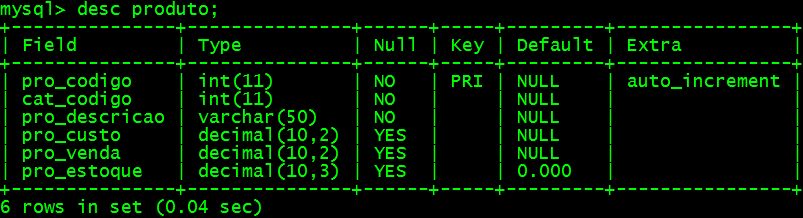 mysql> desc produto;
+---------------+---------------+------+-----+---------+----------------+
| Field         | Type          | Null | Key | Default | Extra          |
+---------------+---------------+------+-----+---------+----------------+
| pro_codigo    | int(11)       | NO   | PRI | NULL    | auto_increment |
| cat_codigo    | int(11)       | NO   |     | NULL    |                |
| pro_descricao | varchar(50)   | NO   |     | NULL    |                |
| pro_custo     | decimal(10,2) | YES  |     | NULL    |                |
| pro_venda     | decimal(10,2) | YES  |     | NULL    |                |
| pro_estoque   | decimal(10,3) | YES  |     | 0.000   |                |
+---------------+---------------+------+-----+---------+----------------+
6 rows in set (0.04 sec)